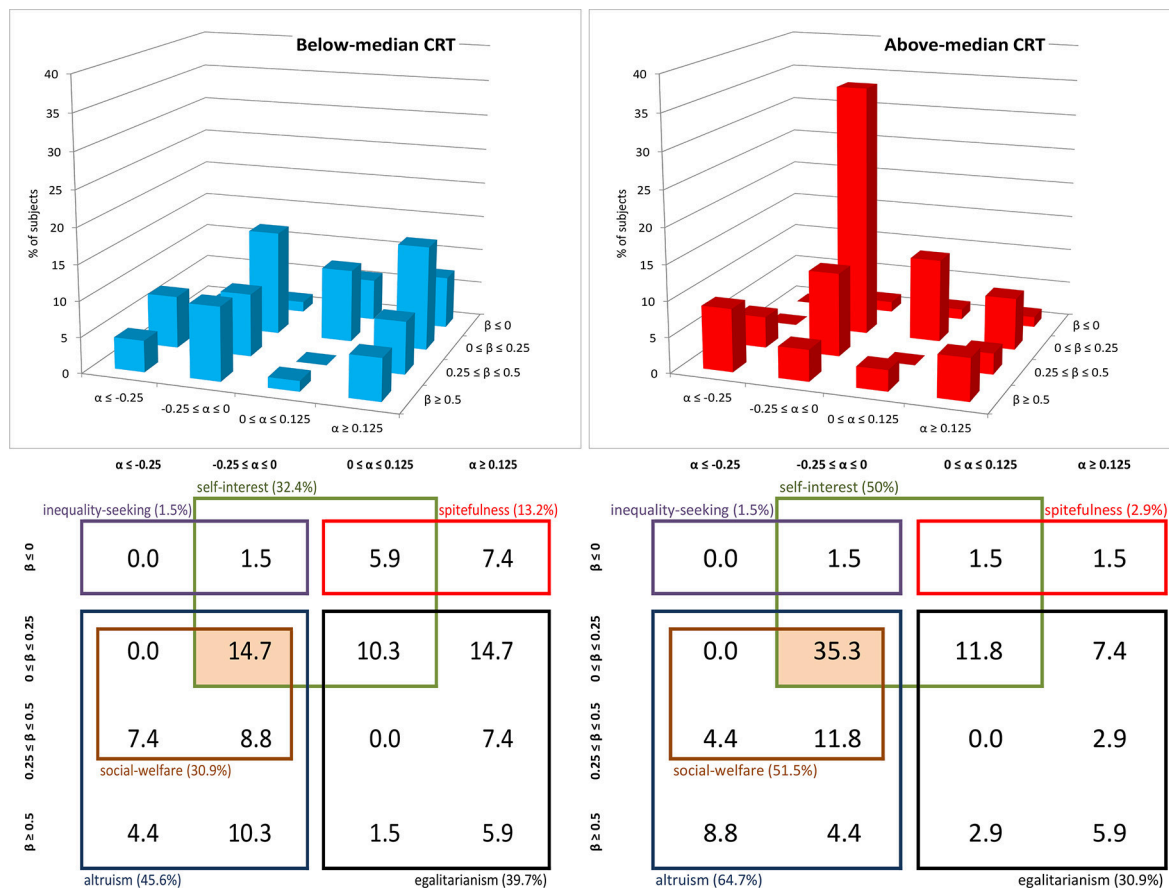 Below-median CRT
40
35
30
25
20
15
10
5
0
% of subjects
α ≤ -0.25
-0.25 ≤ α ≤ 0
0 ≤ α ≤ 0.125
α ≥ 0.125
β ≤ 0
0 ≤ β ≤ 0.25
0.25 ≤ β ≤ 0.5
β ≥ 0.5
Above-median CRT
40
35
30
25
20
15
10
5
0
% of subjects
α ≤ -0.25
-0.25 ≤ α ≤ 0
0 ≤ α ≤ 0.125
α ≥ 0.125
β ≤ 0
0 ≤ β ≤ 0.25
0.25 ≤ β ≤ 0.5
β ≥ 0.5
α ≤ -0.25 -0.25 ≤ α ≤ 0 0 ≤ α ≤ 0.125 α ≥ 0.125
self-interest (32.4%)
inequality-seeking (1.5%) spitefulness (13.2%)
β ≤ 0 0.0 1.5 5.9 7.4
0 ≤ β ≤ 0.25 0.0 14.7 10.3 14.7
0.25 ≤ β ≤ 0.5 7.4 8.8 0.0 7.4
social-welfare (30.9%)
β ≥ 0.5 4.4 10.3 1.5 5.9
altruism (45.6%) egalitarianism (39.7%)
α ≤ -0.25 -0.25 ≤ α ≤ 0 0 ≤ α ≤ 0.125 α ≥ 0.125
self-interest (50%)
inequality-seeking (1.5%) spitefulness (2.9%)
β ≤ 0 0.0 1.5 1.5 1.5
0 ≤ β ≤ 0.25 0.0 35.3 11.8 7.4
0.25 ≤ β ≤ 0.5 4.4 11.8 0.0 2.9
social-welfare (51.5%)
β ≥ 0.5 8.8 4.4 2.9 5.9
altruism (64.7%) egalitarianism (30.9%)